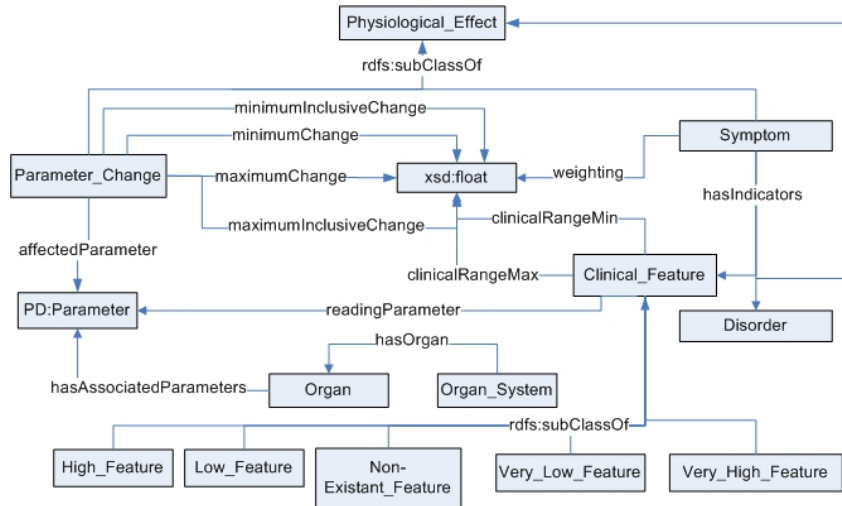 Physiological_Effect
rdfs:subClassOf
minimumInclusiveChange
minimumChange
Symptom
Parameter_Change
maximumChange
xsd:float
weighting
hasIndicators
maximumInclusiveChange
clinicalRangeMin
affectedParameter
clinicalRangeMax
Clinical_Feature
PD:Parameter
readingParameter
Disorder
hasOrgan
hasAssociatedParameters
Organ
Organ_System
rdfs:subClassOf
High_Feature
Low_Feature
Non-
Existant_Feature
Very_Low_Feature
Very_High_Feature